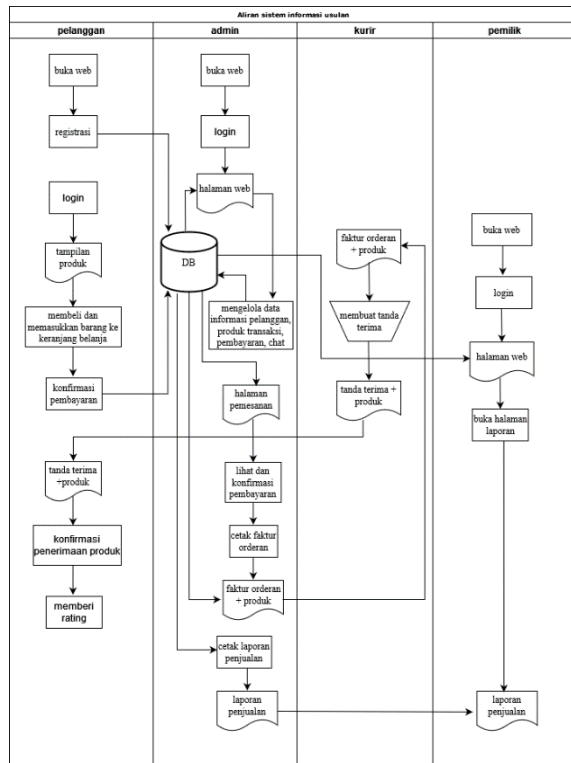 Aliran sistem informasi usulan
pelanggan
admin
kurir
pemilik
buka web
registrasi
login
tampilan
produk
membeli dan
memasukkan barang ke
keranjang belanja
konfirmasi
pembayaran
tanda terima
+produk
konfirmasi
penerimaan produk
memberi
rating
buka web
login
halaman web
DB
mengelola data
informasi pelanggan,
produk transaksi,
pembayaran, chat
halaman
pemesanan
lihat dan
konfirmasi
pembayaran
cetak faktur
orderan
faktur orderan
+ produk
cetak laporan
penjualan
laporan
penjualan
faktur orderan
+ produk
membuat tanda
terima
tanda terima +
produk
buka web
login
halaman web
buka halaman
laporan
laporan
penjualan